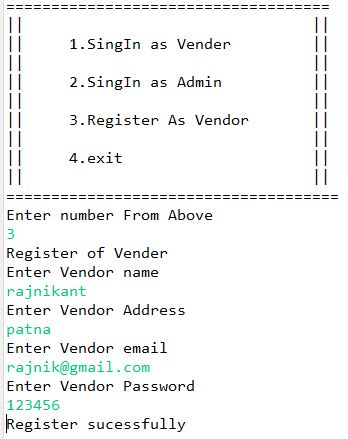 ====================================
||                                ||
||     1.SingIn as Vender         ||
||                                ||
||     2.SingIn as Admin          ||
||                                ||
||     3.Register As Vendor       ||
||                                ||
||     4.exit                     ||
||                                ||
=====================================
Enter number From Above
3
Register of Vender
Enter Vendor name
rajnikant
Enter Vendor Address
patna
Enter Vendor email
rajnik@gmail.com
Enter Vendor Password
123456
Register sucessfully